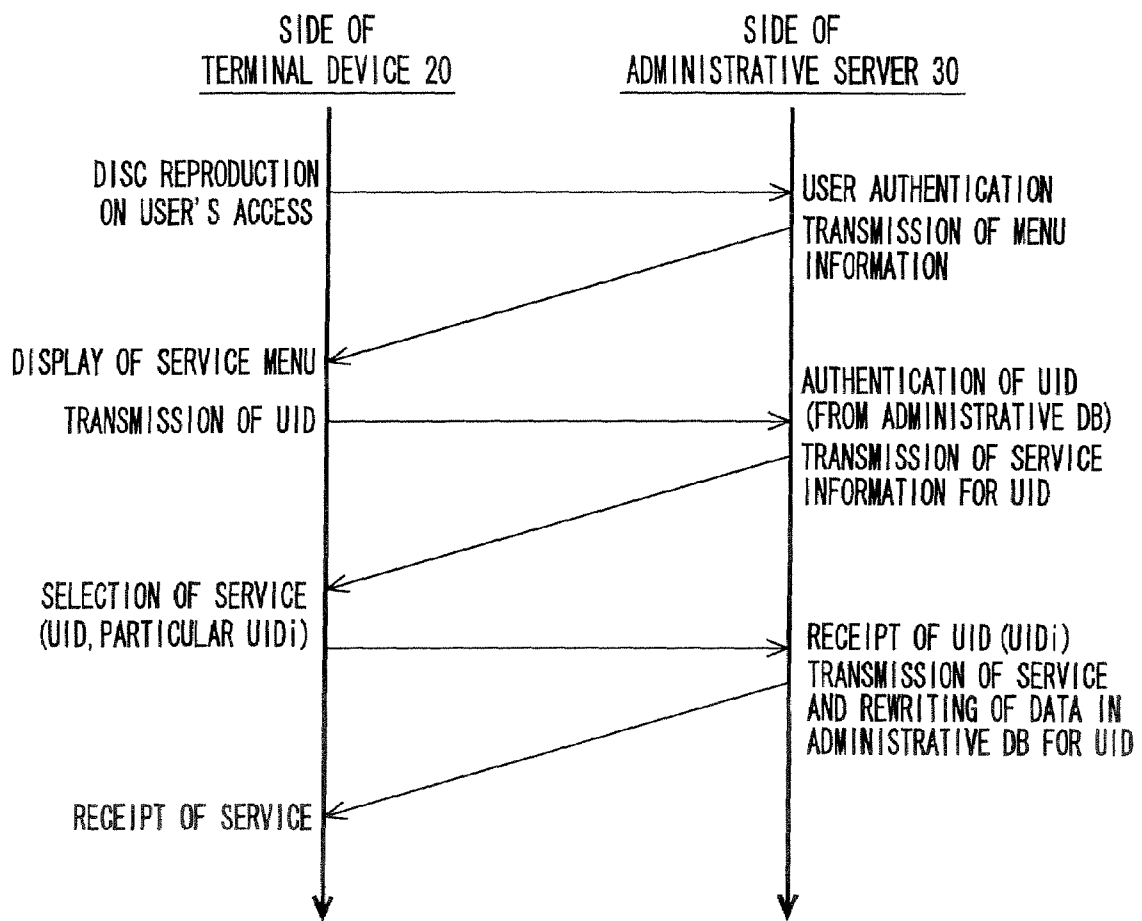 SIDE OF
TERMINAL DEVICE 20
SIDE OF
ADMINISTRATIVE SERVER 30
DISC REPRODUCTION
ON USER'S ACCESS
USER AUTHENTICATION
TRANSMISSION OF MENU
INFORMATION
DISPLAY OF SERVICE MENU
TRANSMISSION OF UID
AUTHENTICATION OF UID
(FROM ADMINISTRATIVE DB)
TRANSMISSION OF SERVICE
INFORMATION FOR UID
SELECTION OF SERVICE
(UID, PARTICULAR UIDi)
RECEIPT OF UID (UIDi)
TRANSMISSION OF SERVICE
AND REWRITING OF DATA IN
ADMINISTRATIVE DB FOR UID
RECEIPT OF SERVICE